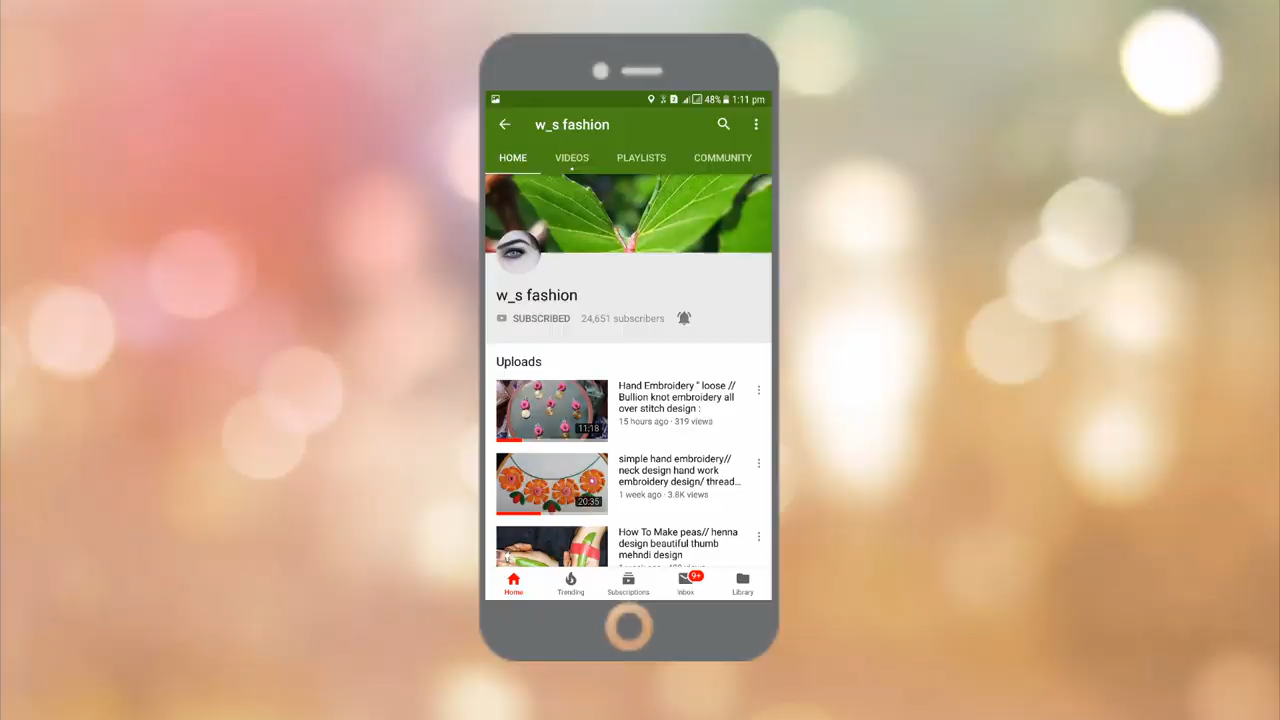 48% 1:11 pm
w_s fashion
HOME VIDEOS PLAYLISTS COMMUNITY
w_s fashion
SUBSCRIBED 24,651 subscribers
Uploads
Hand Embroidery " loose //
Bullion knot embroidery all
over stitch design :
15 hours ago · 319 views
11:18
simple hand embroidery//
neck design hand work
embroidery design/ thread...
1 week ago · 3.8K views
20:35
How To Make peas// henna
design beautiful thumb
mehndi design
9+
Home Trending Subscriptions Inbox Library